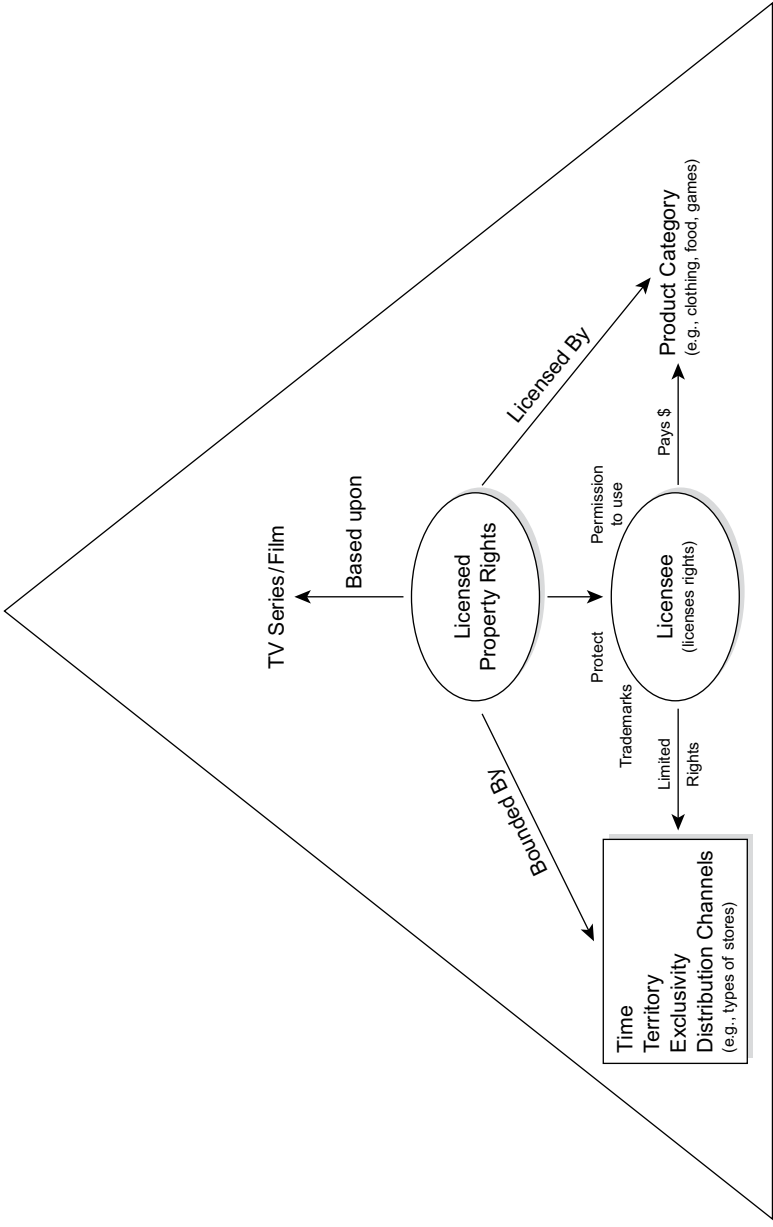 TV Series/Film
Based upon
Licensed
Property Rights
Bounded By
Licensed By
Protect
Trademarks
Permission
to use
Licensee
(licenses rights)
Limited
Rights
Pays $
Time
Territory
Exclusivity
Distribution Channels
(e.g., types of stores)
Product Category
(e.g., clothing, food, games)